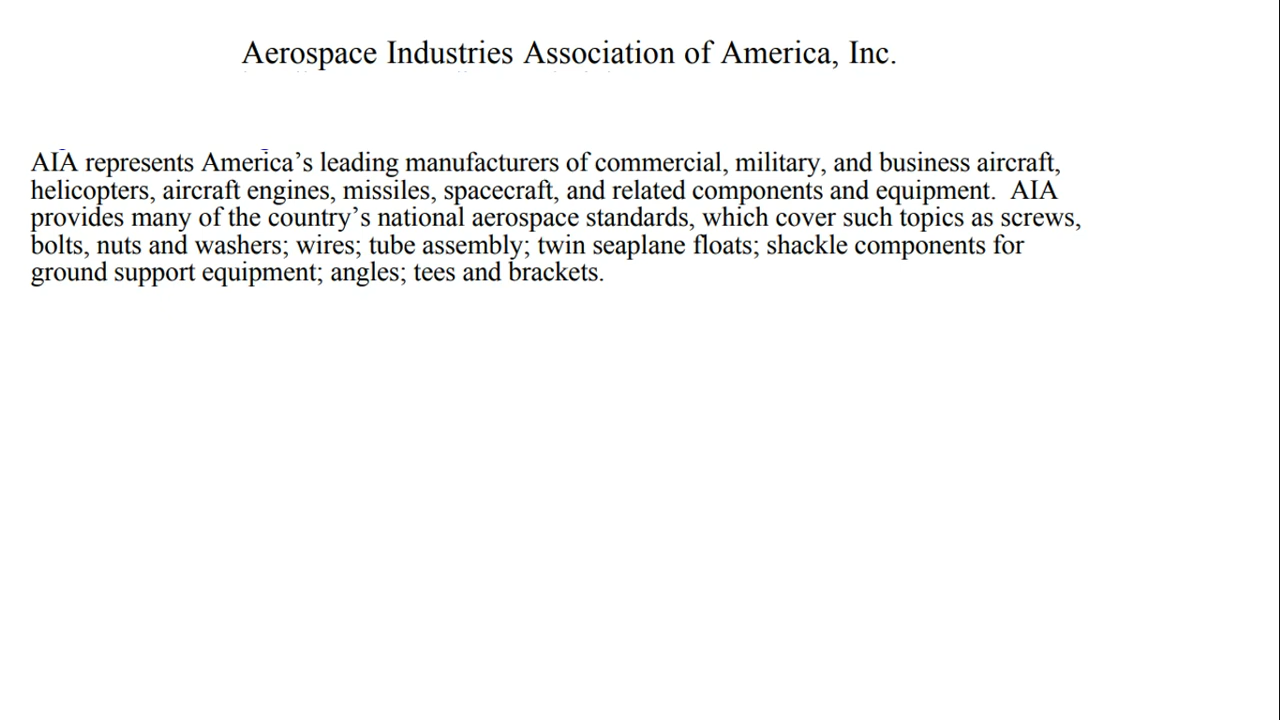 Aerospace Industries Association of America, Inc.
AIA represents America’s leading manufacturers of commercial, military, and business aircraft,
helicopters, aircraft engines, missiles, spacecraft, and related components and equipment.  AIA
provides many of the country’s national aerospace standards, which cover such topics as screws,
bolts, nuts and washers; wires; tube assembly; twin seaplane floats; shackle components for
ground support equipment; angles; tees and brackets.